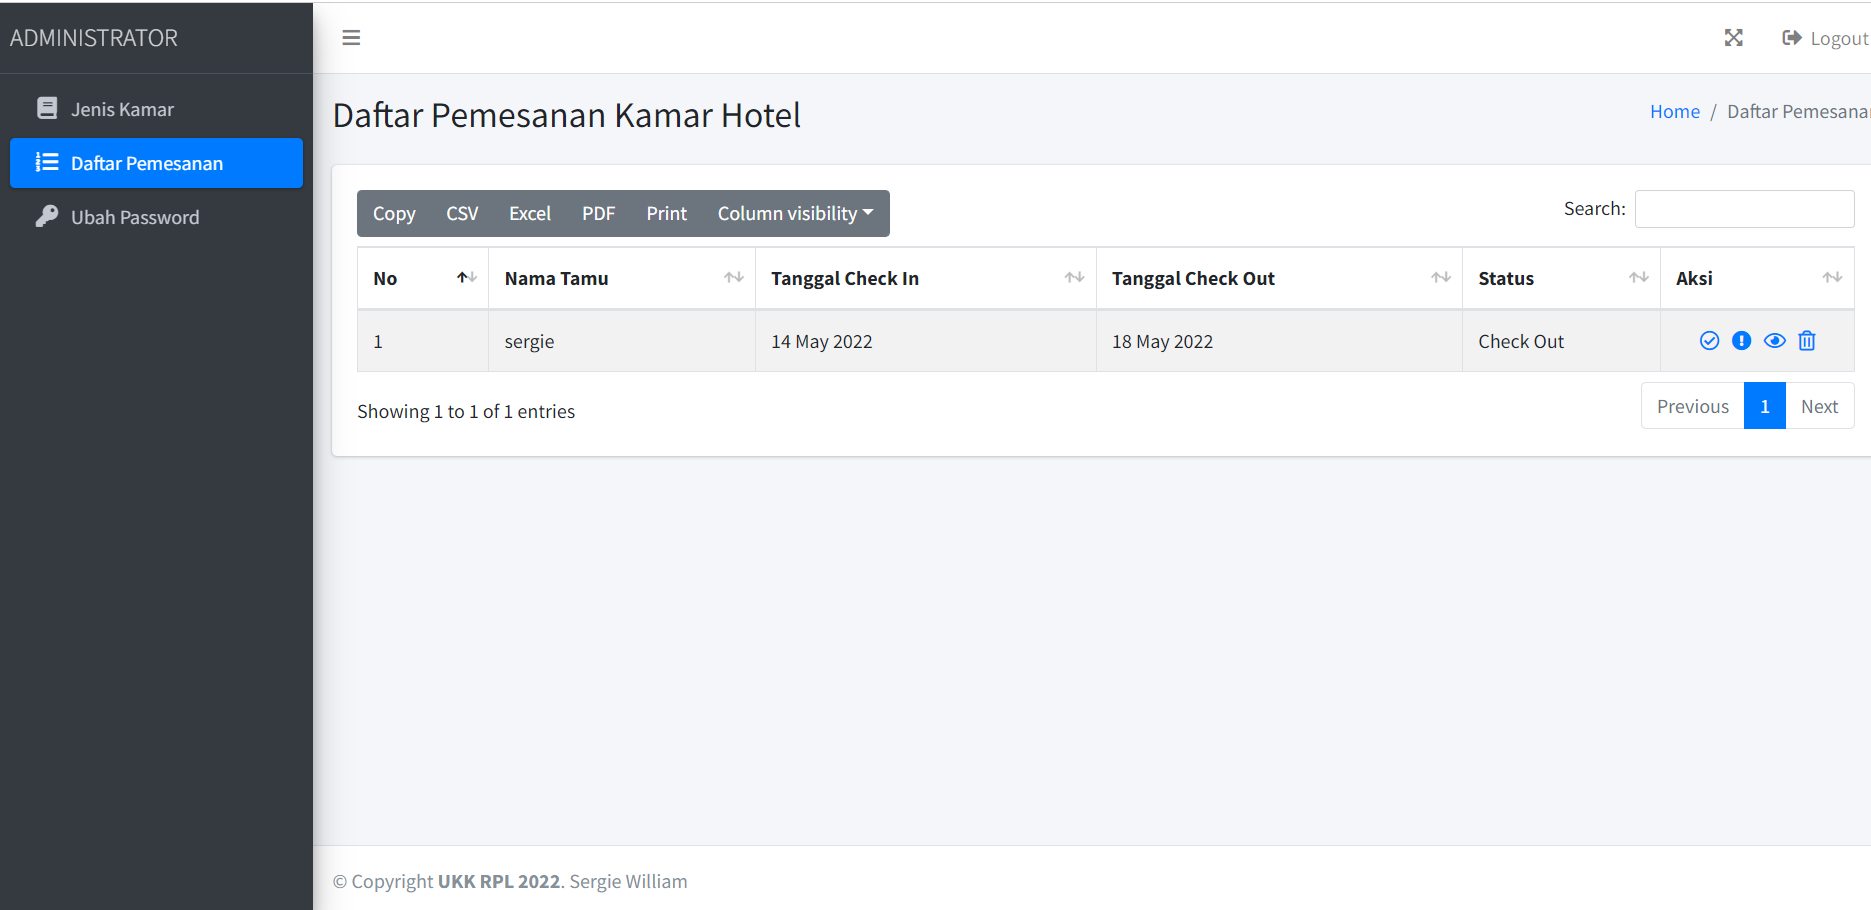 ADMINISTRATOR
Logout
Jenis Kamar
Daftar Pemesanan
Ubah Password
Daftar Pemesanan Kamar Hotel
Home / Daftar Pemesanan
Copy CSV Excel PDF Print Column visibility
Search:
No Nama Tamu Tanggal Check In Tanggal Check Out Status Aksi
1 sergie 14 May 2022 18 May 2022 Check Out
Showing 1 to 1 of 1 entries
Previous 1 Next
© Copyright UKK RPL 2022. Sergie William